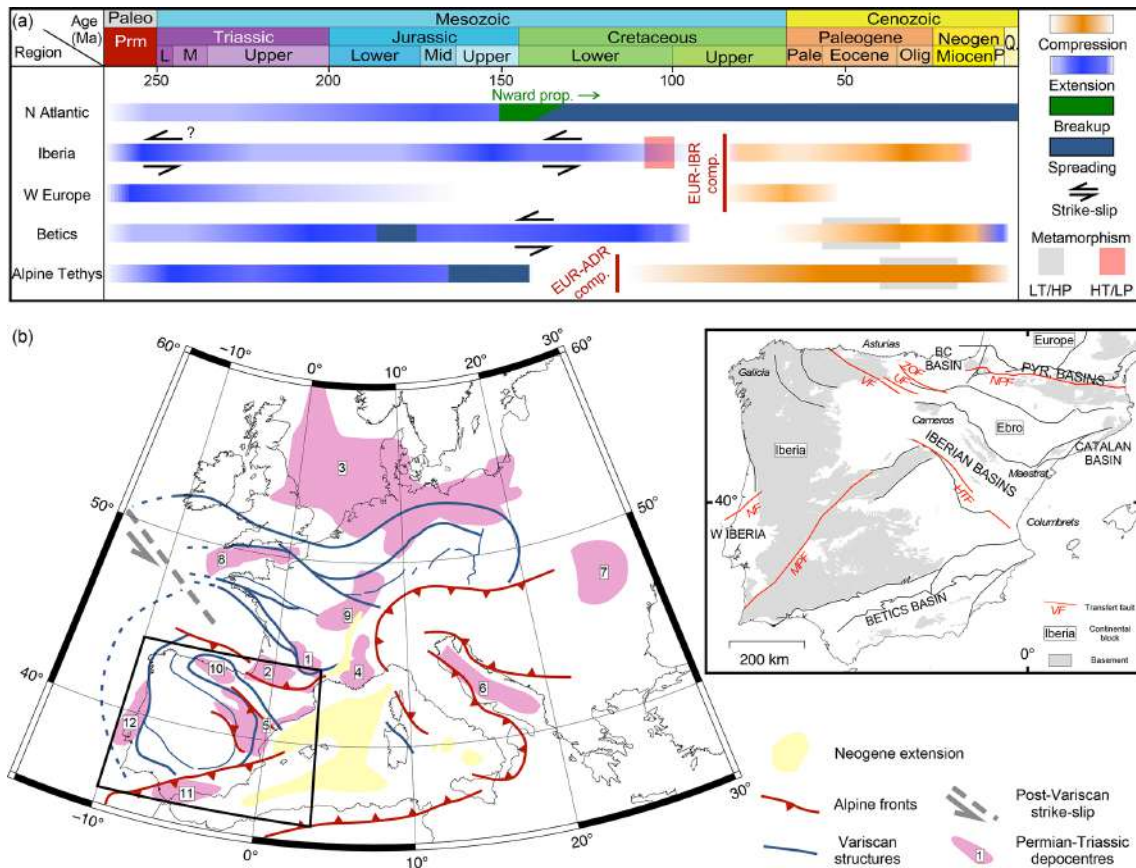 (a)
Age (Ma)
Region
Paleo
Mesozoic
Cenozoic
Prm
Triassic
Jurassic
Cretaceous
Paleogene
Neogen
Q.
L
M
Upper
Lower
Mid
Upper
Lower
Upper
Pale
Eocene
Olig
Miocen
P
250
200
150
100
50
Nward prop. →
N Atlantic
Iberia
?
W Europe
Betics
Alpine Tethys
EUR-IBR comp.
EUR-ADR comp.
Compression
Extension
Breakup
Spreading
Strike-slip
Metamorphism
LT/HP
HT/LP
(b)
60°
-10°
0°
10°
20°
60°
50°
50°
40°
40°
30°
-10°
0°
10°
20°
30°
1
2
3
4
5
6
7
8
9
10
11
12
Asturias
BC BASIN
Europe
Galicia
VF
NPF
PYR. BASINS
Cameros
Ebro
Iberia
IBERIAN BASINS
CATALAN BASIN
Maestrat
HTF
40°
NF
W IBERIA
MPF
Columbrets
BETICS BASIN
200 km
0°
VF
Transfert fault
Iberia
Continental block
Basement
Neogene extension
Alpine fronts
Variscan structures
Post-Variscan strike-slip
1
Permian-Triassic depocentres